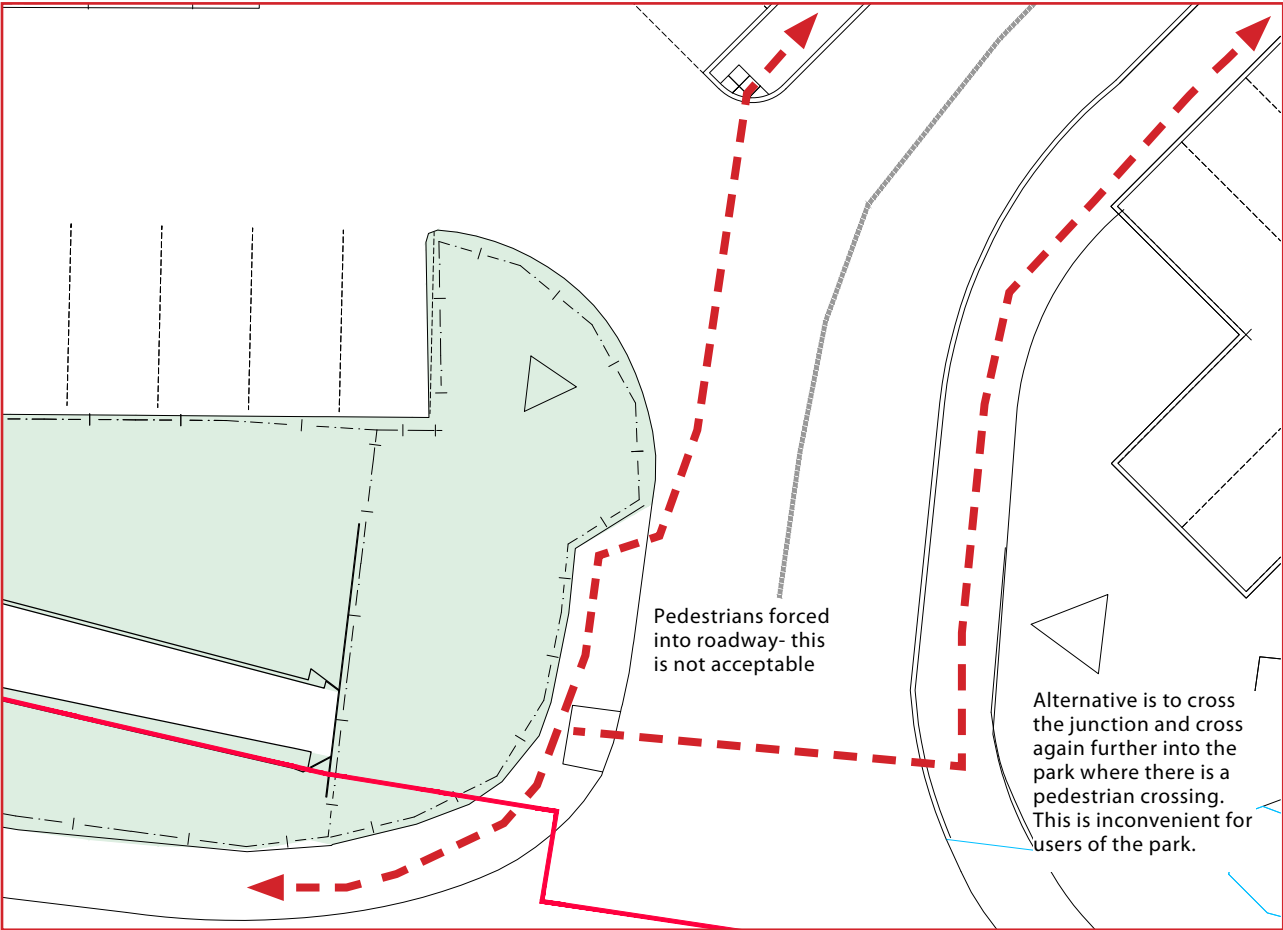 Pedestrians forced
into roadway- this
is not acceptable
Alternative is to cross
the junction and cross
again further into the
park where there is a
pedestrian crossing.
This is inconvenient for
users of the park.